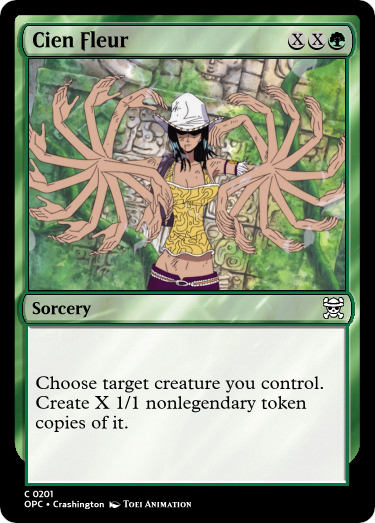 Cien Fleur XX
Sorcery
Choose target creature you control.
Create X 1/1 nonlegendary token
copies of it.
C 0201
OPC • Crashington Toei Animation